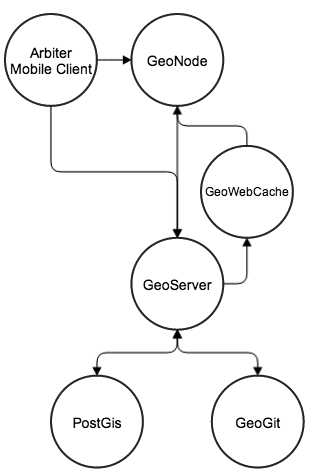 Arbiter
Mobile Client
GeoNode
GeoWebCache
GeoServer
PostGis
GeoGit